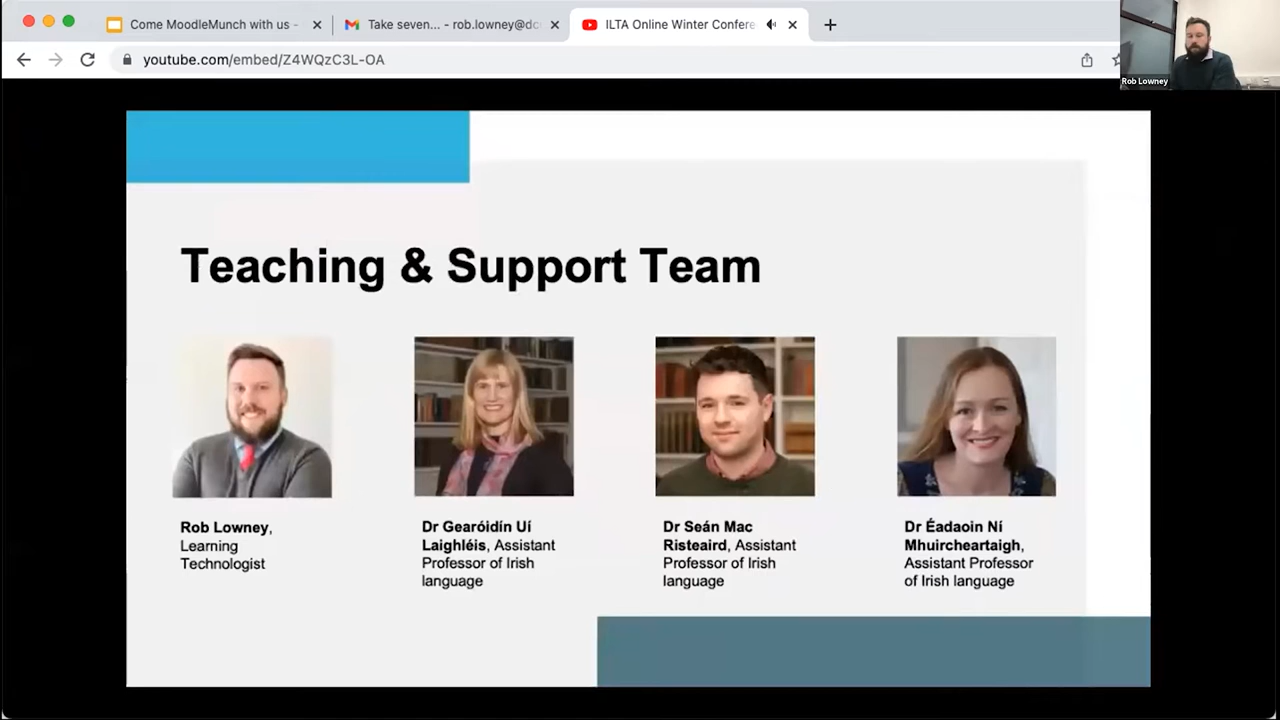 Come MoodleMunch with us -
Take seven... - rob.lowney@dc
ILTA Online Winter Confere
youtube.com/embed/Z4WQzC3L-OA
Rob Lowney
Teaching & Support Team
Rob Lowney,
Learning
Technologist
Dr Gearóidín Uí
Laighléis, Assistant
Professor of Irish
language
Dr Seán Mac
Risteaird, Assistant
Professor of Irish
language
Dr Éadaoin Ní
Mhuircheartaigh,
Assistant Professor
of Irish language